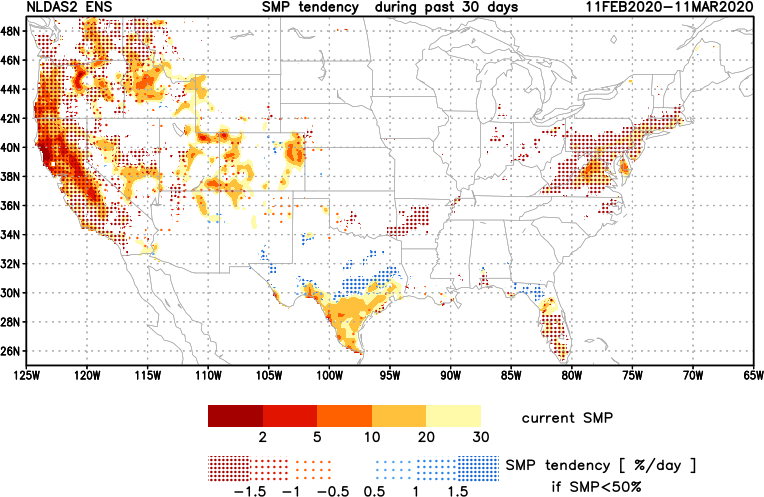 NLDAS2 ENS SMP tendency during past 30 days 11FEB2020−11MAR2020
48N
46N
44N
42N
40N
38N
36N
34N
32N
30N
28N
26N
125W 120W 115W 110W 105W 100W 95W 90W 85W 80W 75W 70W 65W
current SMP
2 5 10 20 30
SMP tendency [ %/day ]
−1.5 −1 −0.5 0.5 1 1.5 if SMP<50%